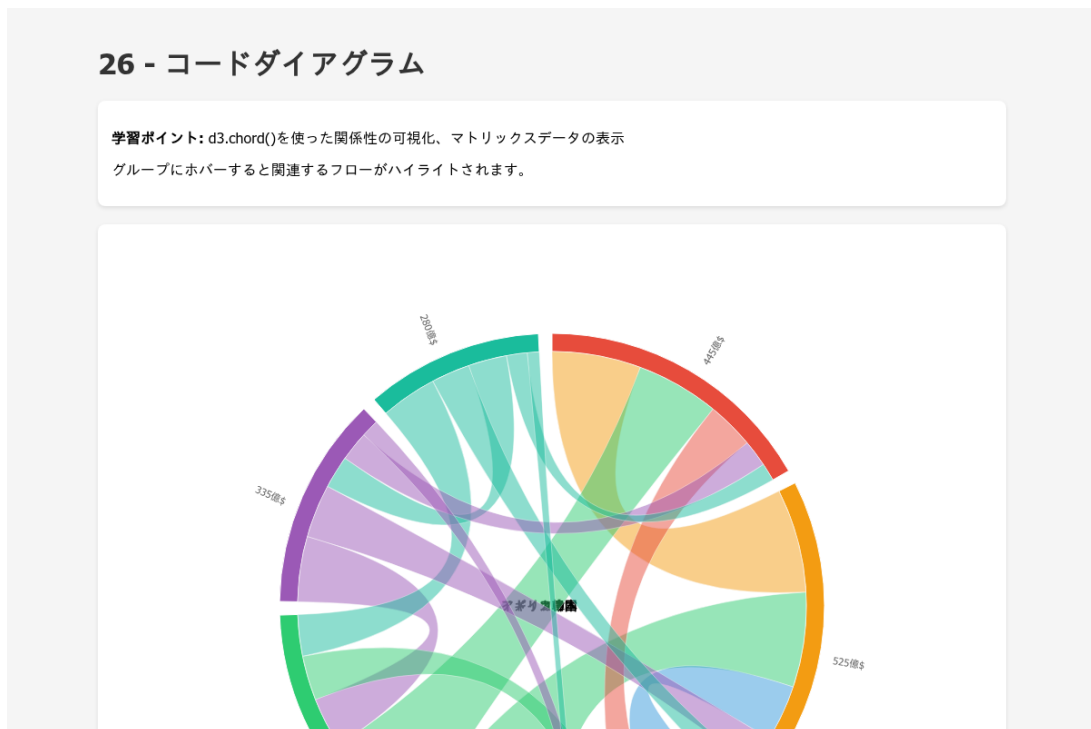 26 - コードダイアグラム
学習ポイント: d3.chord()を使った関係性の可視化、マトリックスデータの表示
グループにホバーすると関連するフローがハイライトされます。
280億$
445億$
335億$
525億$